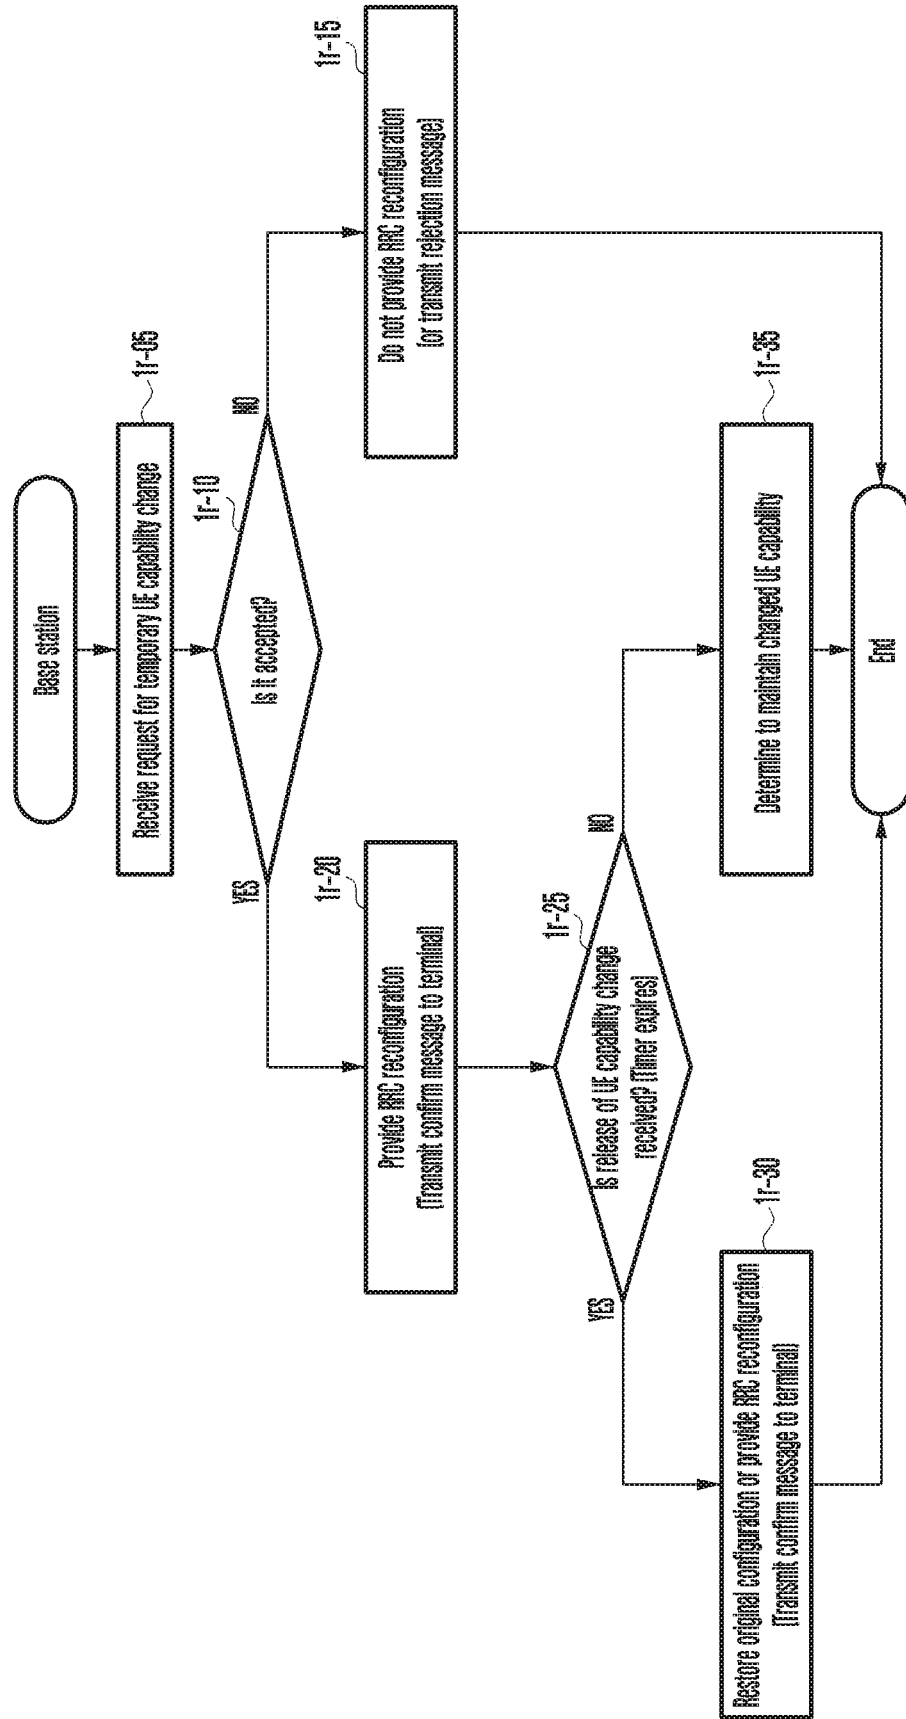 Base station
1r-05
Receive request for temporary UE capability change
1r-10
Is it accepted?
YES
NO
1r-15
Do not provide RRC reconfiguration
(or transmit rejection message)
1r-20
Provide RRC reconfiguration
(Transmit confirm message to terminal)
1r-25
Is release of UE capability change
received? (Timer expires)
YES
NO
1r-30
Restore original configuration or provide RRC reconfiguration
(Transmit confirm message to terminal)
1r-35
Determine to maintain changed UE capability
End